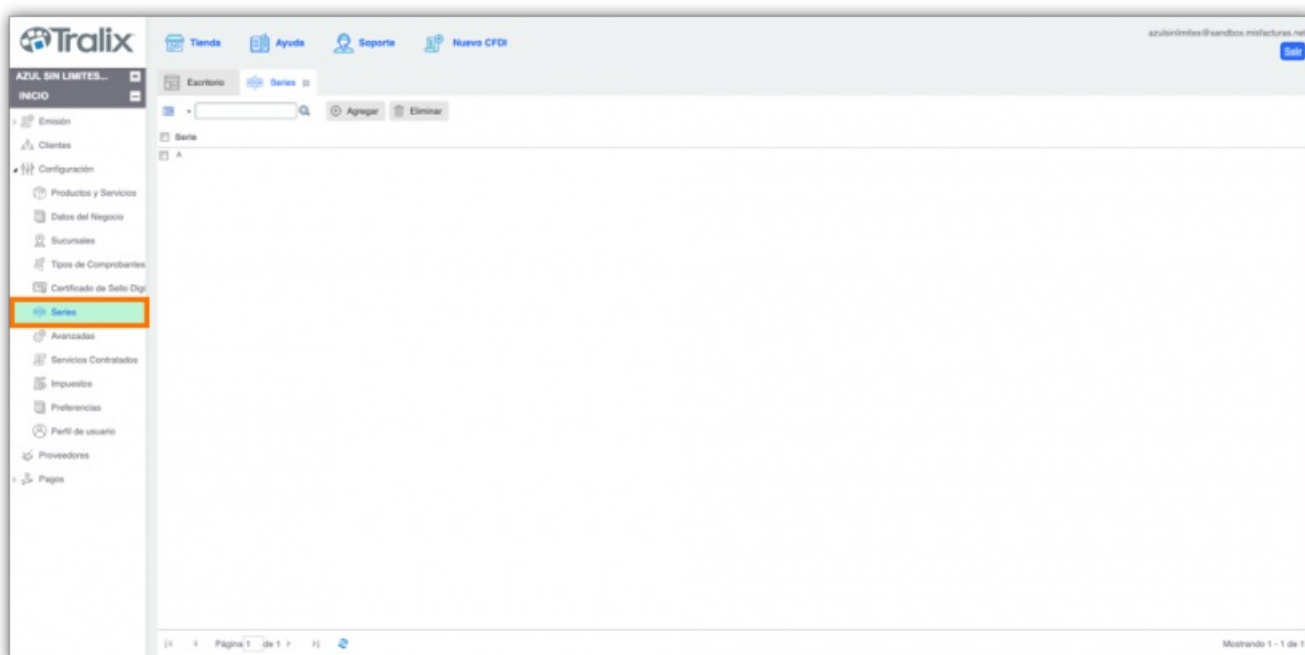 Tralix
Tienda Ayuda Soporte Nuevo CFDI
azulsinlimites@sandbox.misfacturas.net
Salir
AZUL SIN LIMITES...
INICIO
Escritorio Series
Agregar Eliminar
Serie
A
Emisión
Clientes
Configuración
Productos y Servicios
Datos del Negocio
Sucursales
Tipos de Comprobantes
Certificado de Sello Digi
Series
Avanzadas
Servicios Contratados
Impuestos
Preferencias
Perfil de usuario
Proveedores
Pagos
Página 1 de 1
Mostrando 1 - 1 de 1